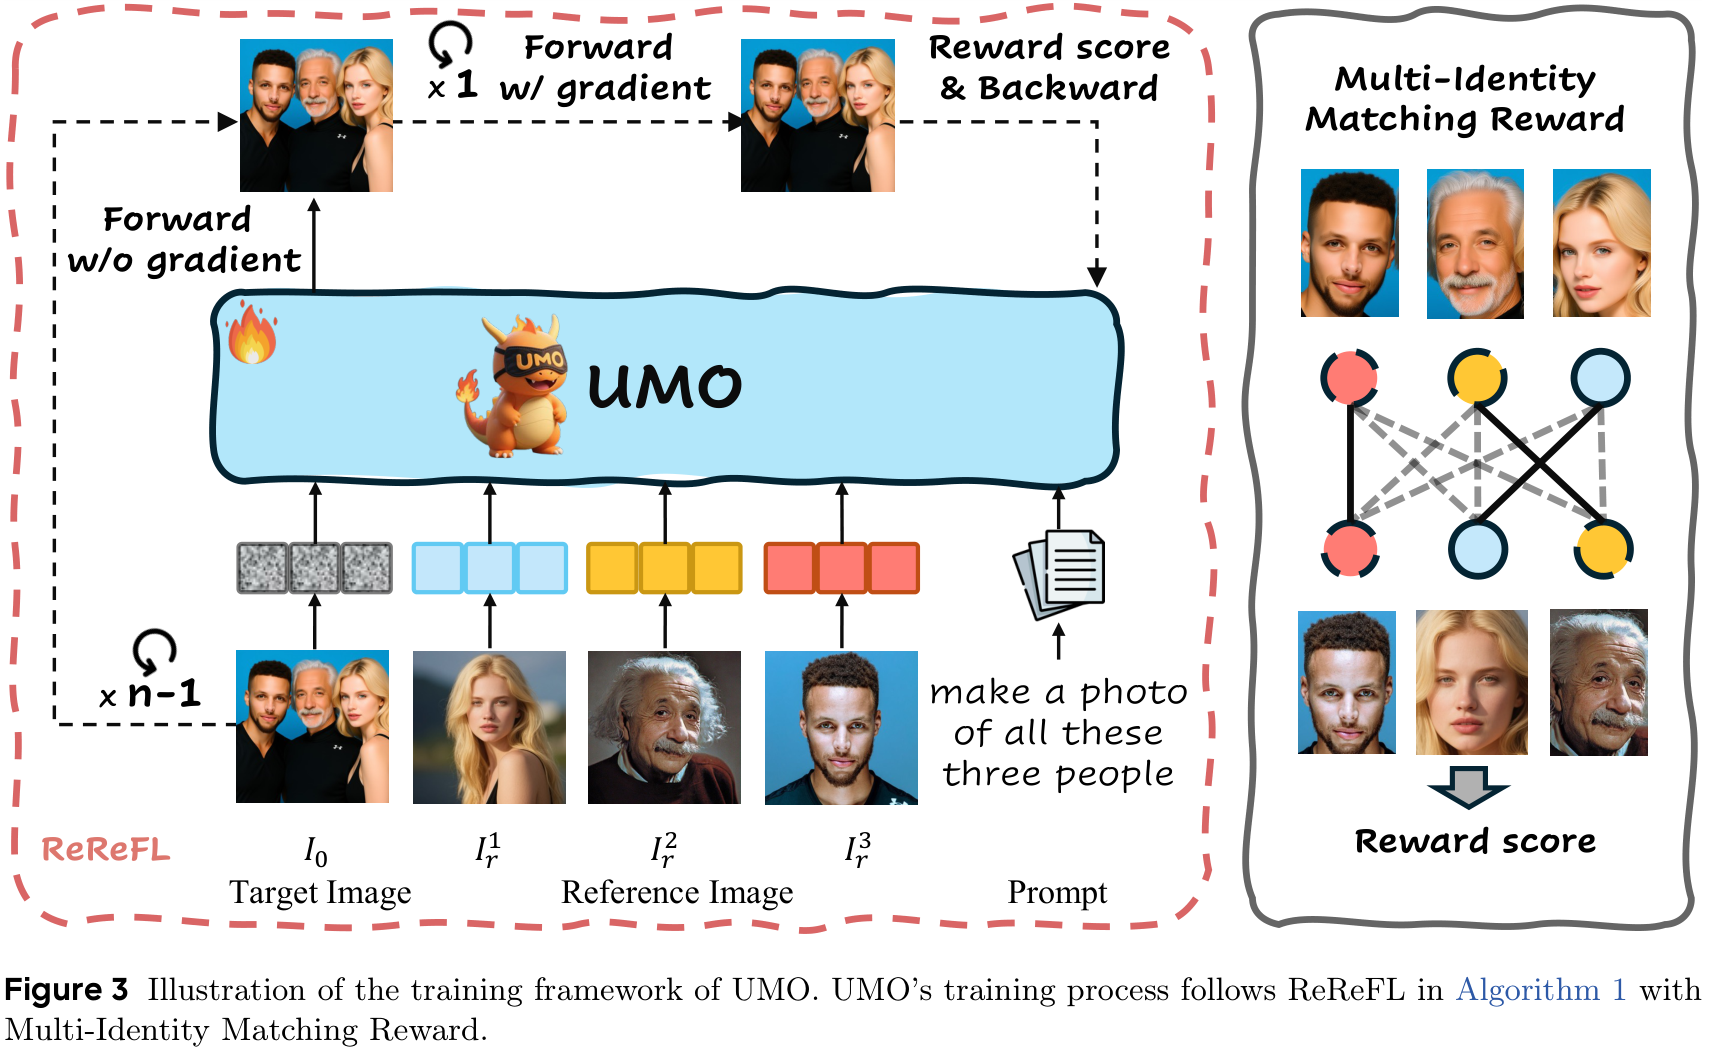 × 1
Forward
w/ gradient
Reward score
& Backward
Forward
w/o gradient
UMO
UMO
× n-1
make a photo
of all these
three people
ReReFL
I_0
I_r^1
I_r^2
I_r^3
Target Image
Reference Image
Prompt
Multi-Identity
Matching Reward
Reward score
Figure 3 Illustration of the training framework of UMO. UMO's training process follows ReReFL in Algorithm 1 with
Multi-Identity Matching Reward.